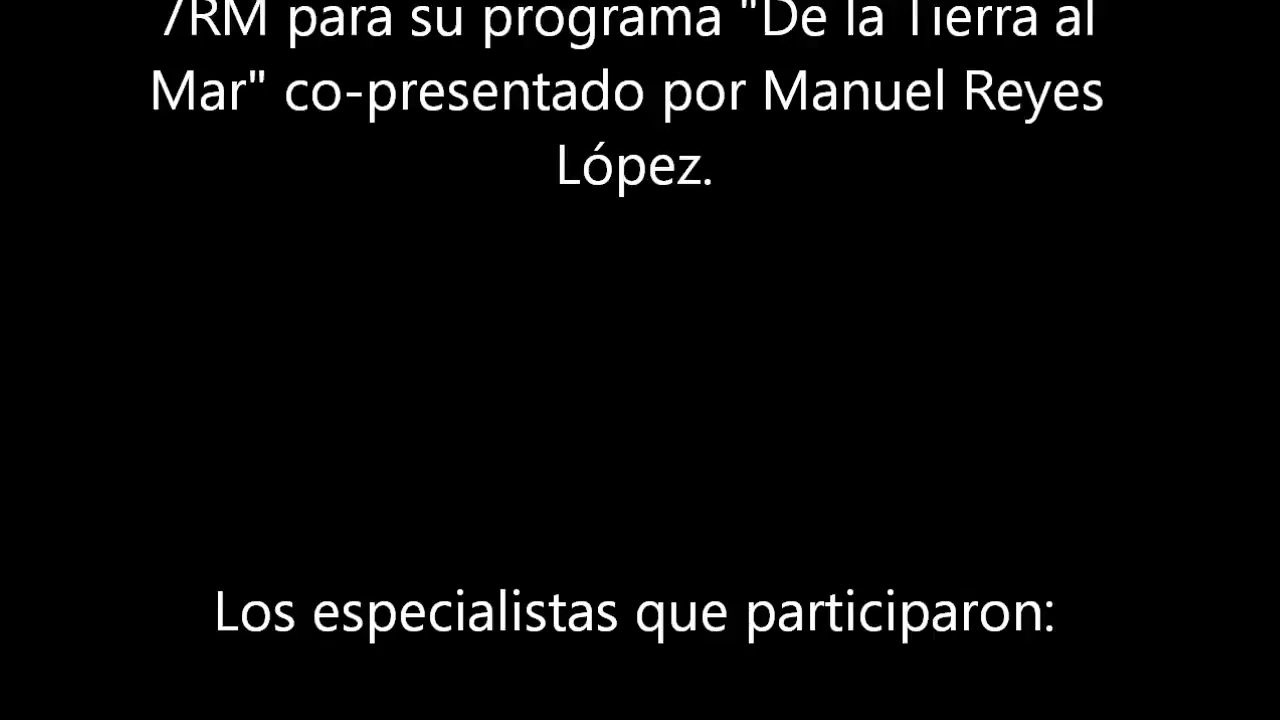 7RM para su programa "De la Tierra al
Mar" co-presentado por Manuel Reyes
López.
Los especialistas que participaron: